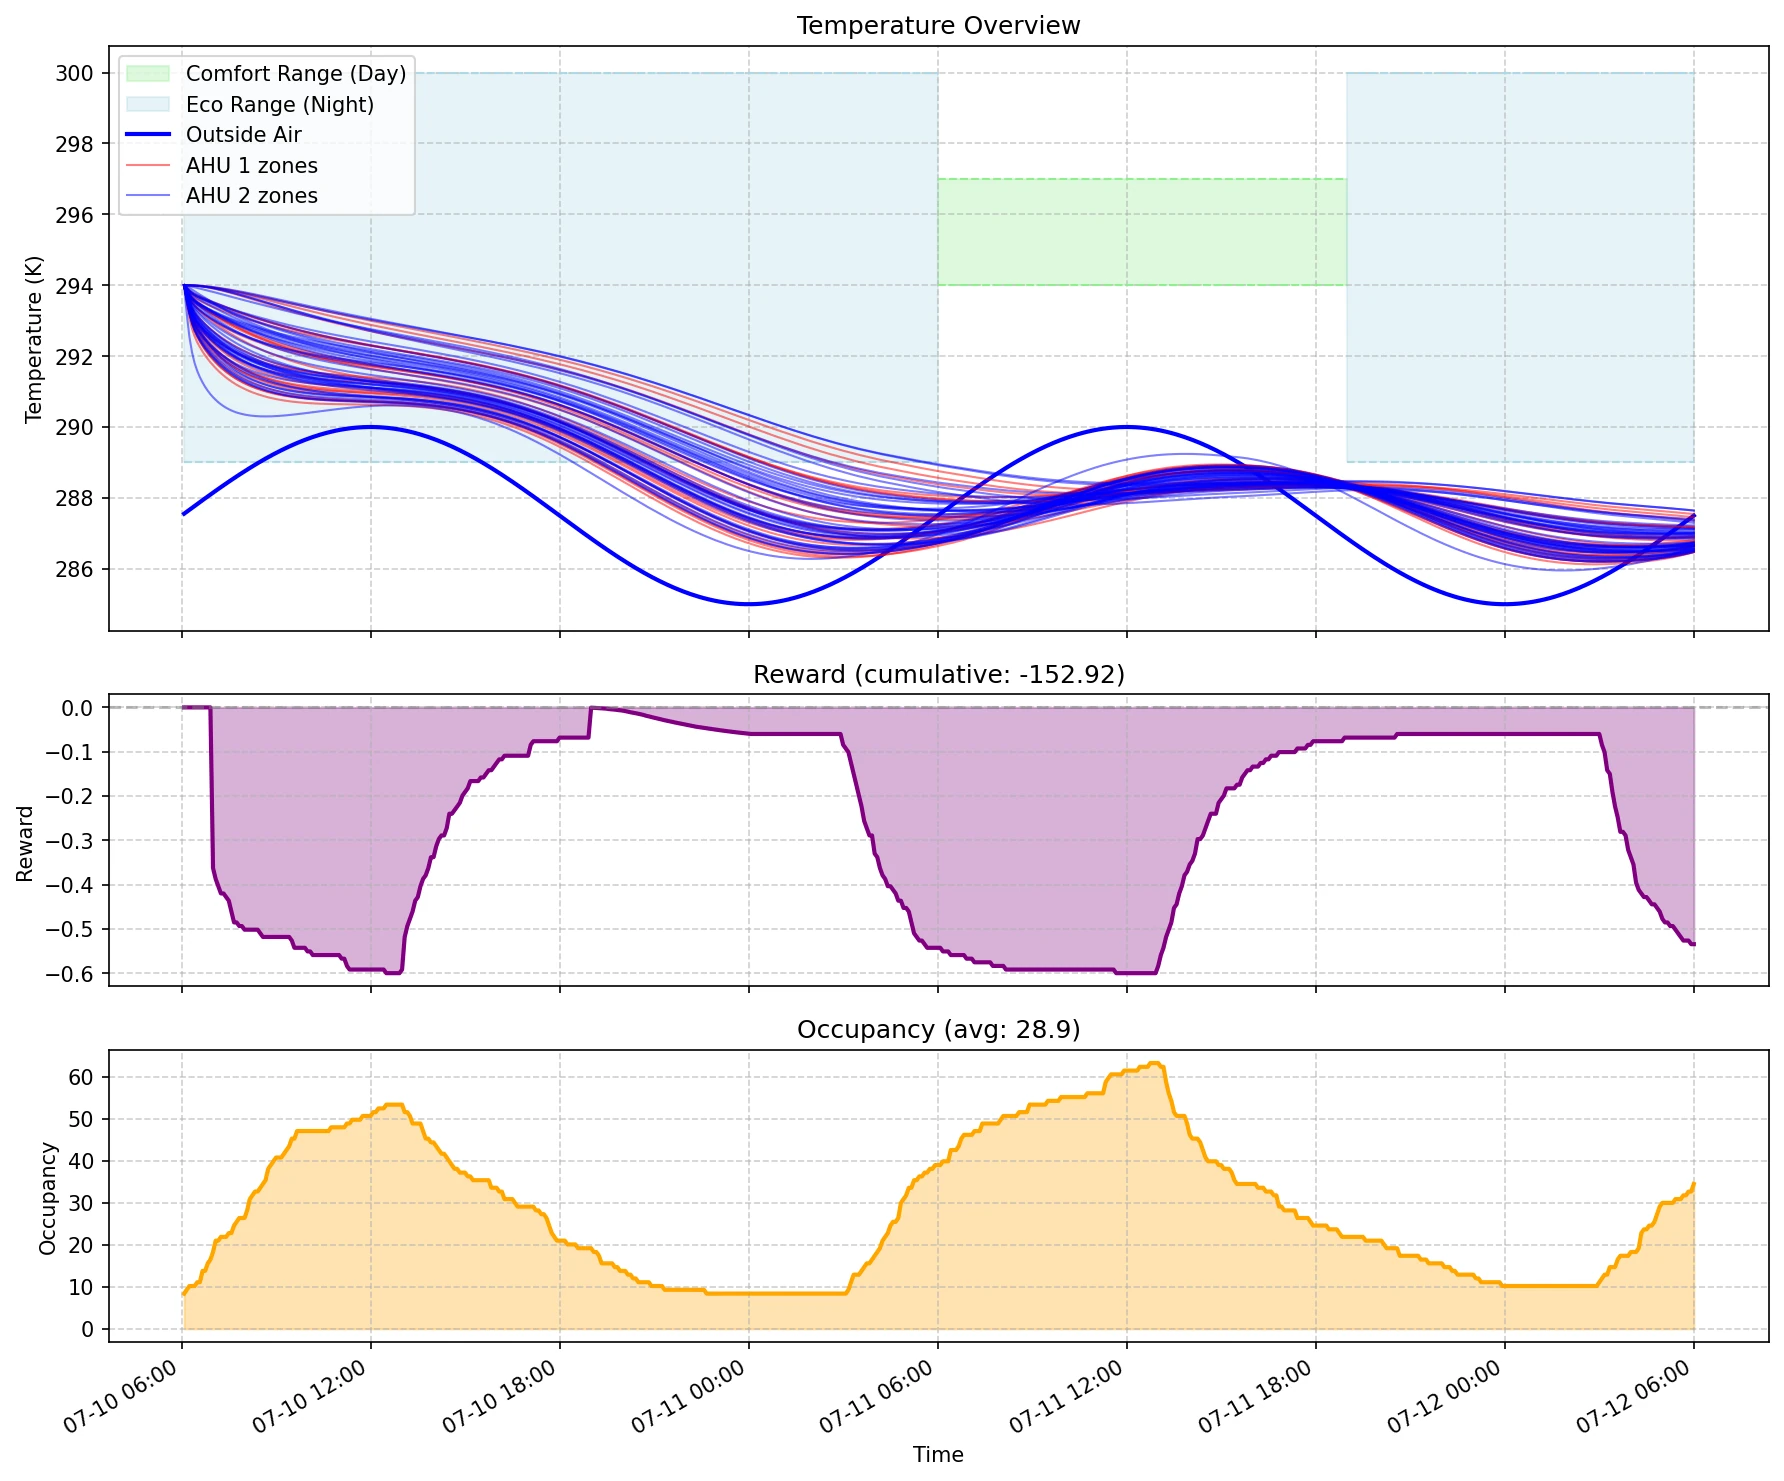 Temperature Overview
300
298
296
294
292
290
288
286
Temperature (K)
Comfort Range (Day)
Eco Range (Night)
Outside Air
AHU 1 zones
AHU 2 zones
Reward (cumulative: -152.92)
0.0
−0.1
−0.2
−0.3
−0.4
−0.5
−0.6
Reward
Occupancy (avg: 28.9)
60
50
40
30
20
10
0
Occupancy
07-10 06:00
07-10 12:00
07-10 18:00
07-11 00:00
07-11 06:00
07-11 12:00
07-11 18:00
07-12 00:00
07-12 06:00
Time